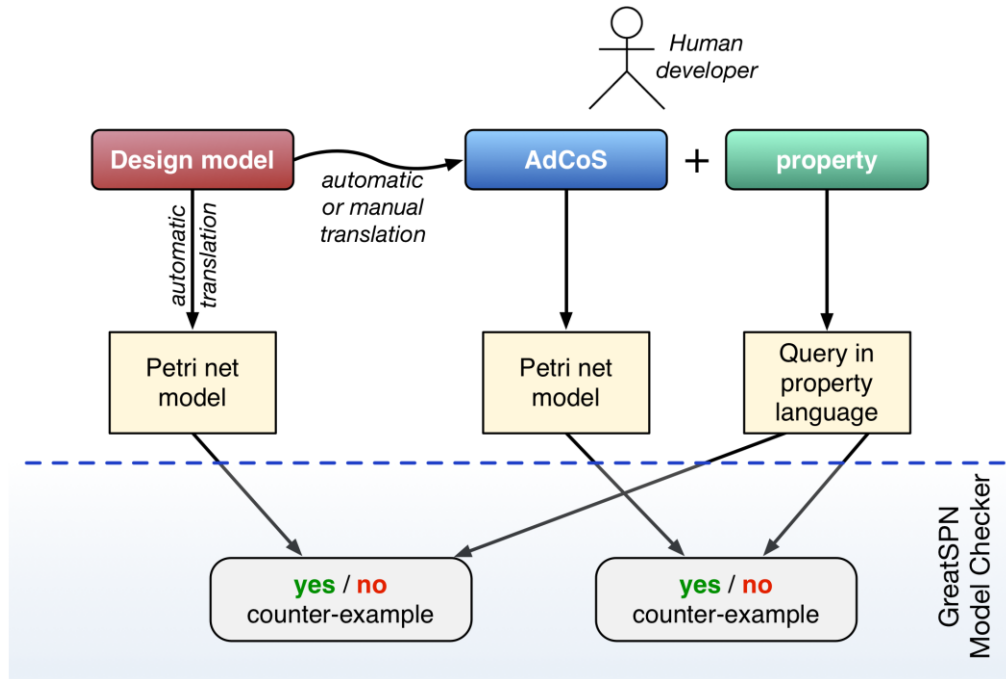 Human
developer
Design model
AdCoS
+
property
automatic
or manual
translation
automatic
translation
Petri net
model
Petri net
model
Query in
property
language
yes / no
counter-example
yes / no
counter-example
GreatSPN
Model Checker